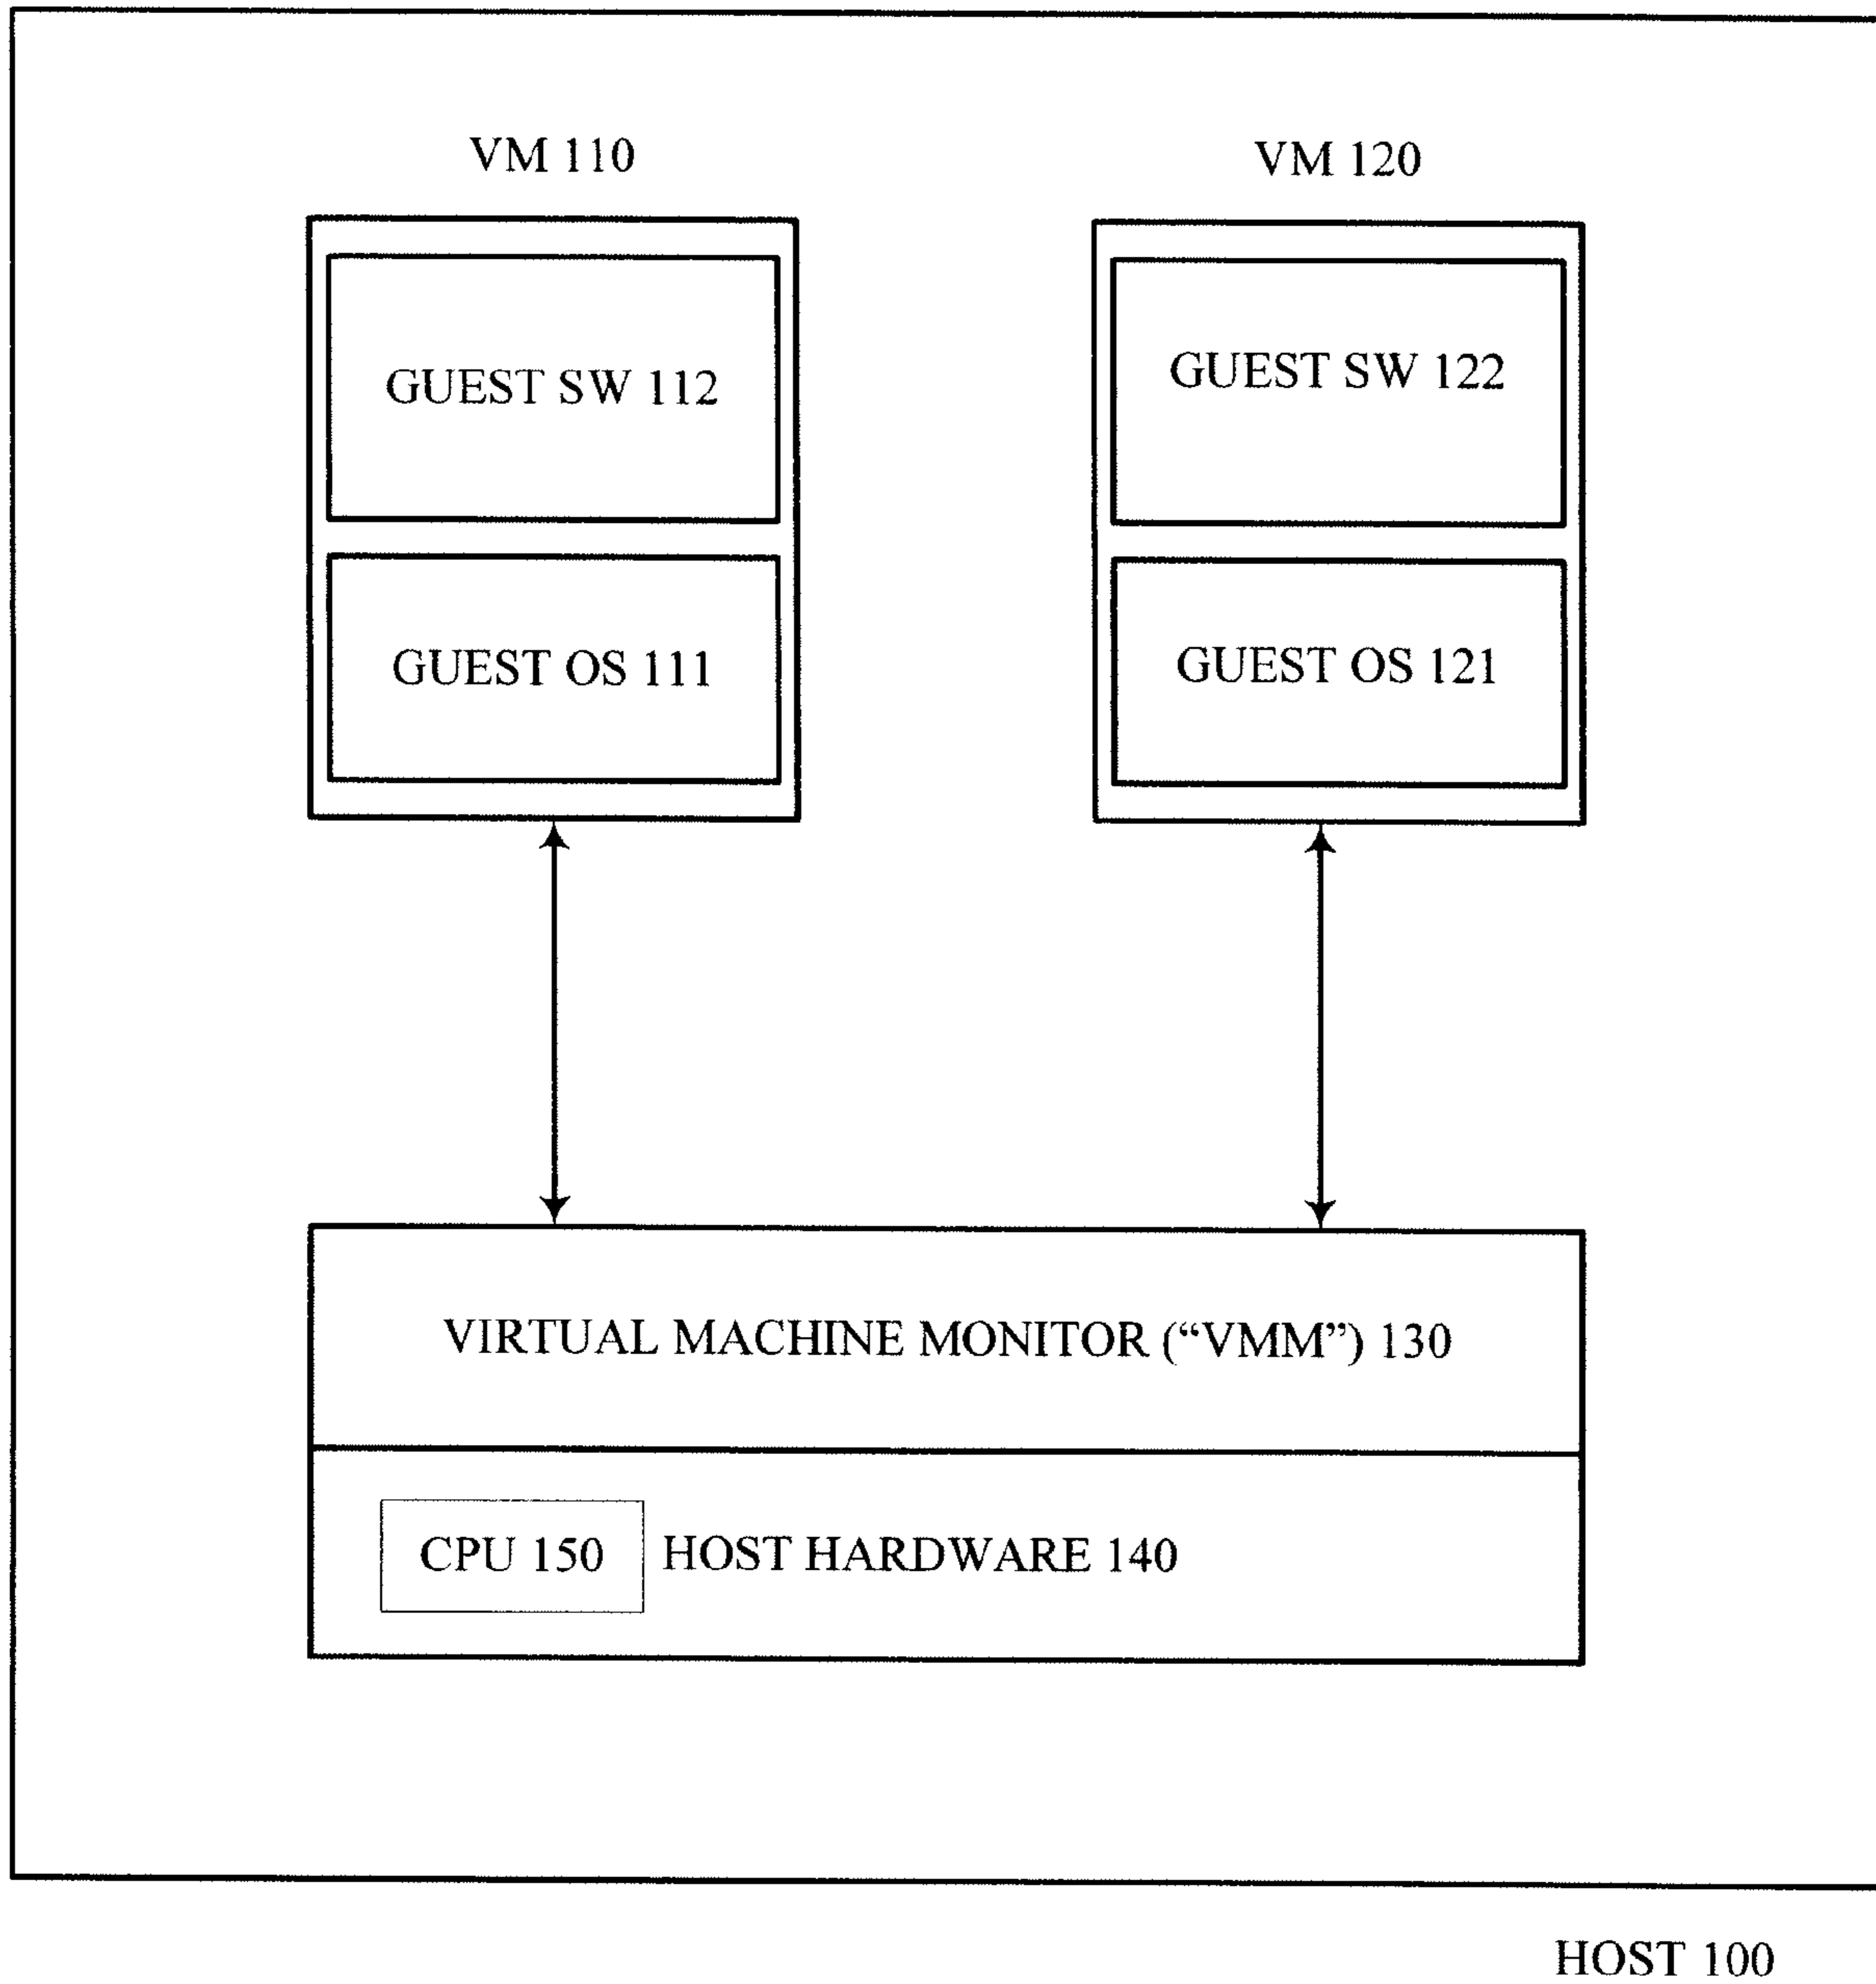 VM 110
VM 120
GUEST SW 112
GUEST SW 122
GUEST OS 111
GUEST OS 121
VIRTUAL MACHINE MONITOR (“VMM”) 130
CPU 150
HOST HARDWARE 140
HOST 100